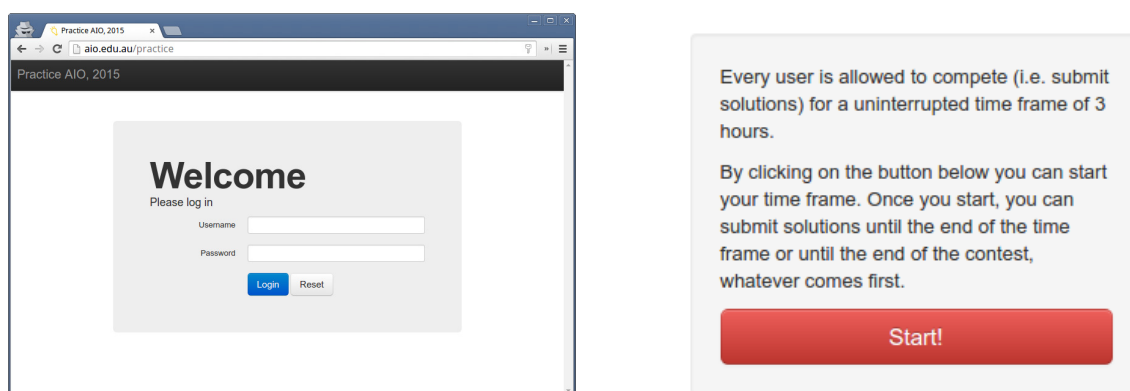 Practice AIO, 2015
aio.edu.au/practice
Practice AIO, 2015
Welcome
Please log in
Username
Password
Login Reset
Every user is allowed to compete (i.e. submit
solutions) for a uninterrupted time frame of 3
hours.
By clicking on the button below you can start
your time frame. Once you start, you can
submit solutions until the end of the time
frame or until the end of the contest,
whatever comes first.
Start!